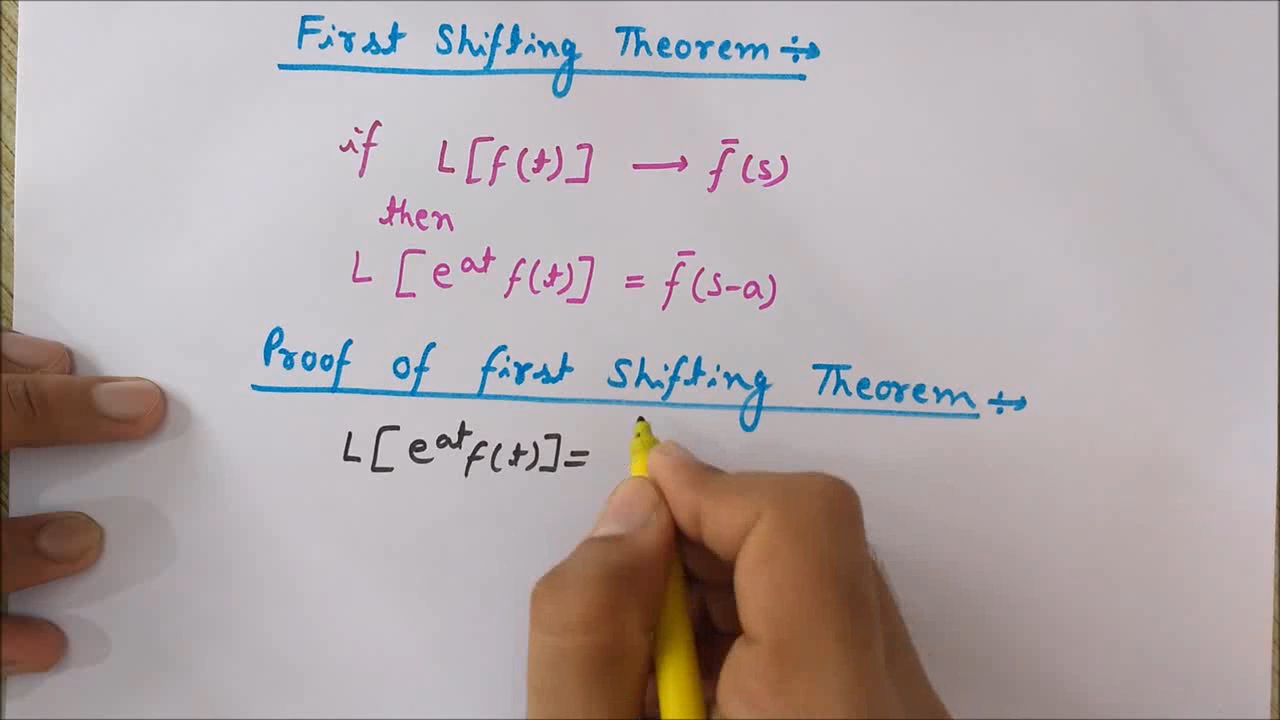 First Shifting Theorem ÷→
if L[f(t)] → f̄(s)
then
L [e^at f(t)] = f̄(s-a)
Proof of first Shifting Theorem ÷→
L[e^at f(t)] =